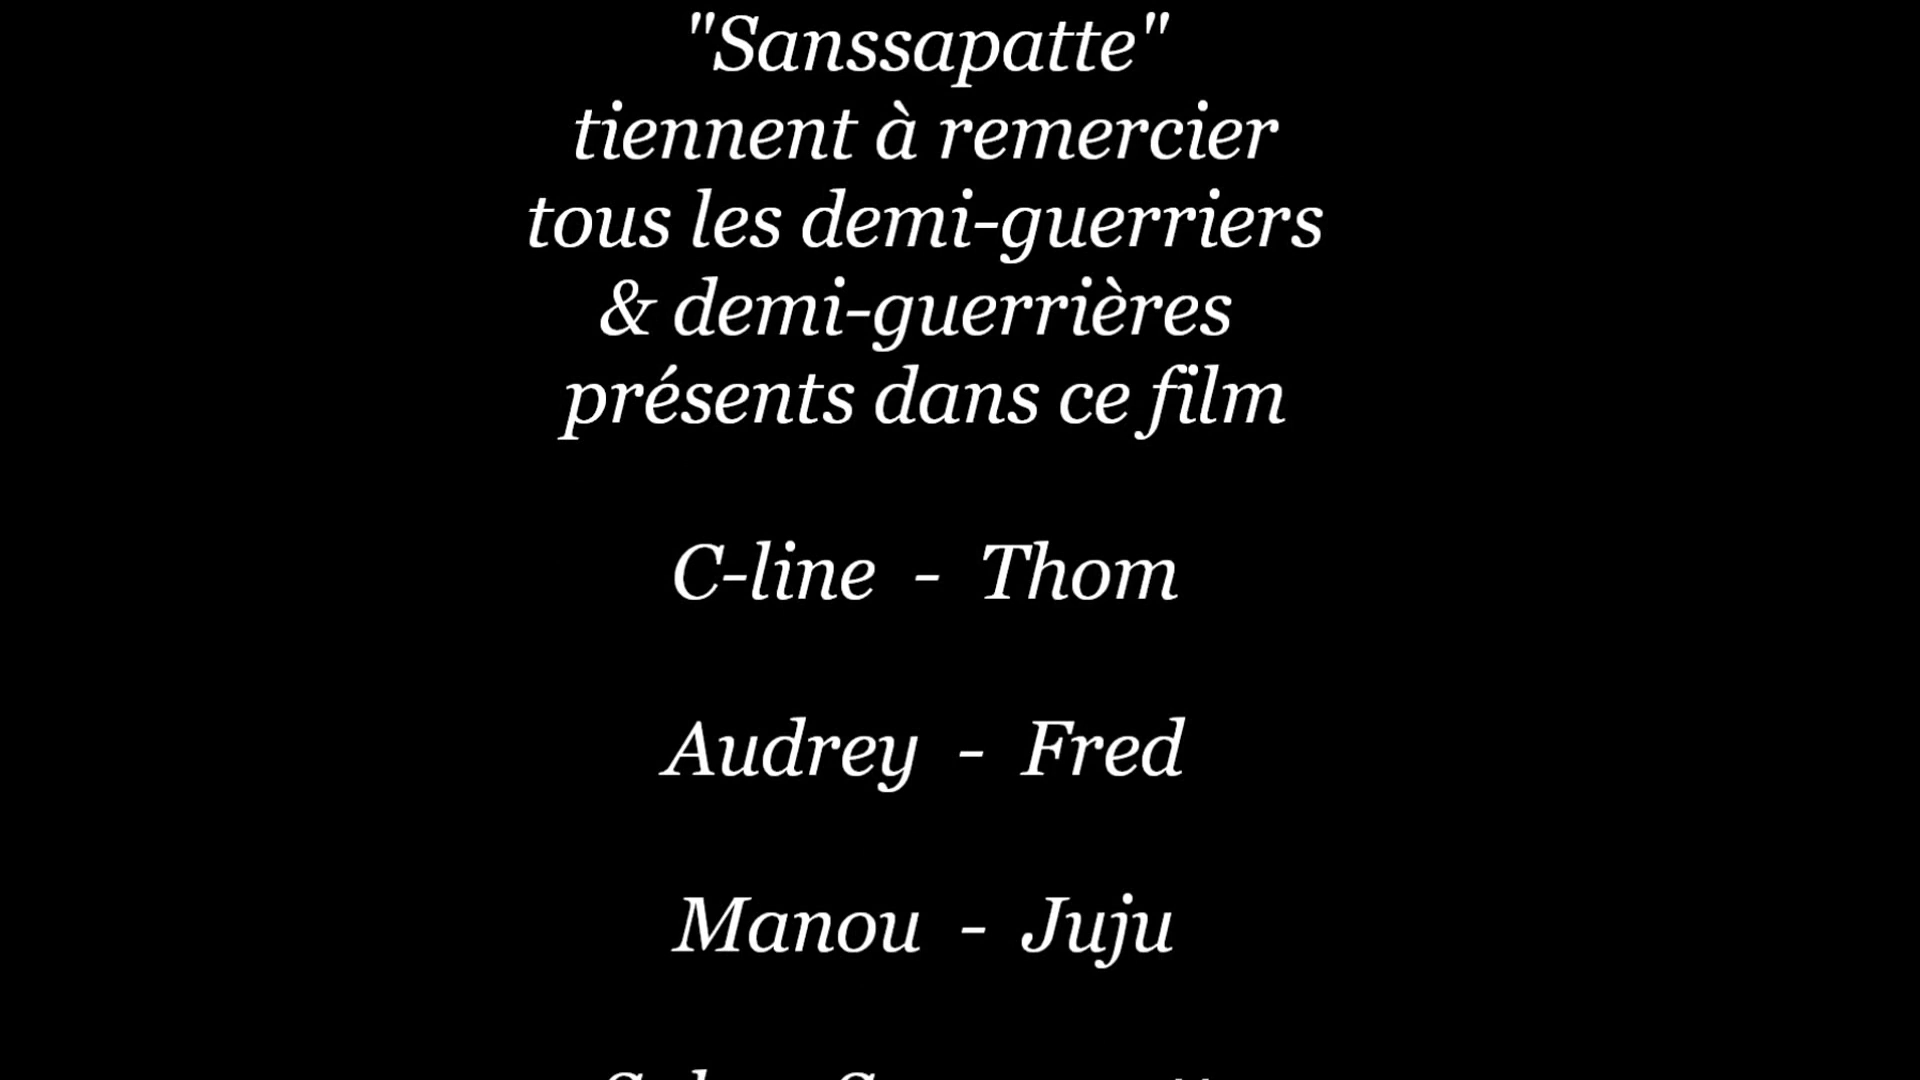 "Sanssapatte"
tiennent à remercier
tous les demi-guerriers
& demi-guerrières
présents dans ce film
C-line - Thom
Audrey - Fred
Manou - Juju